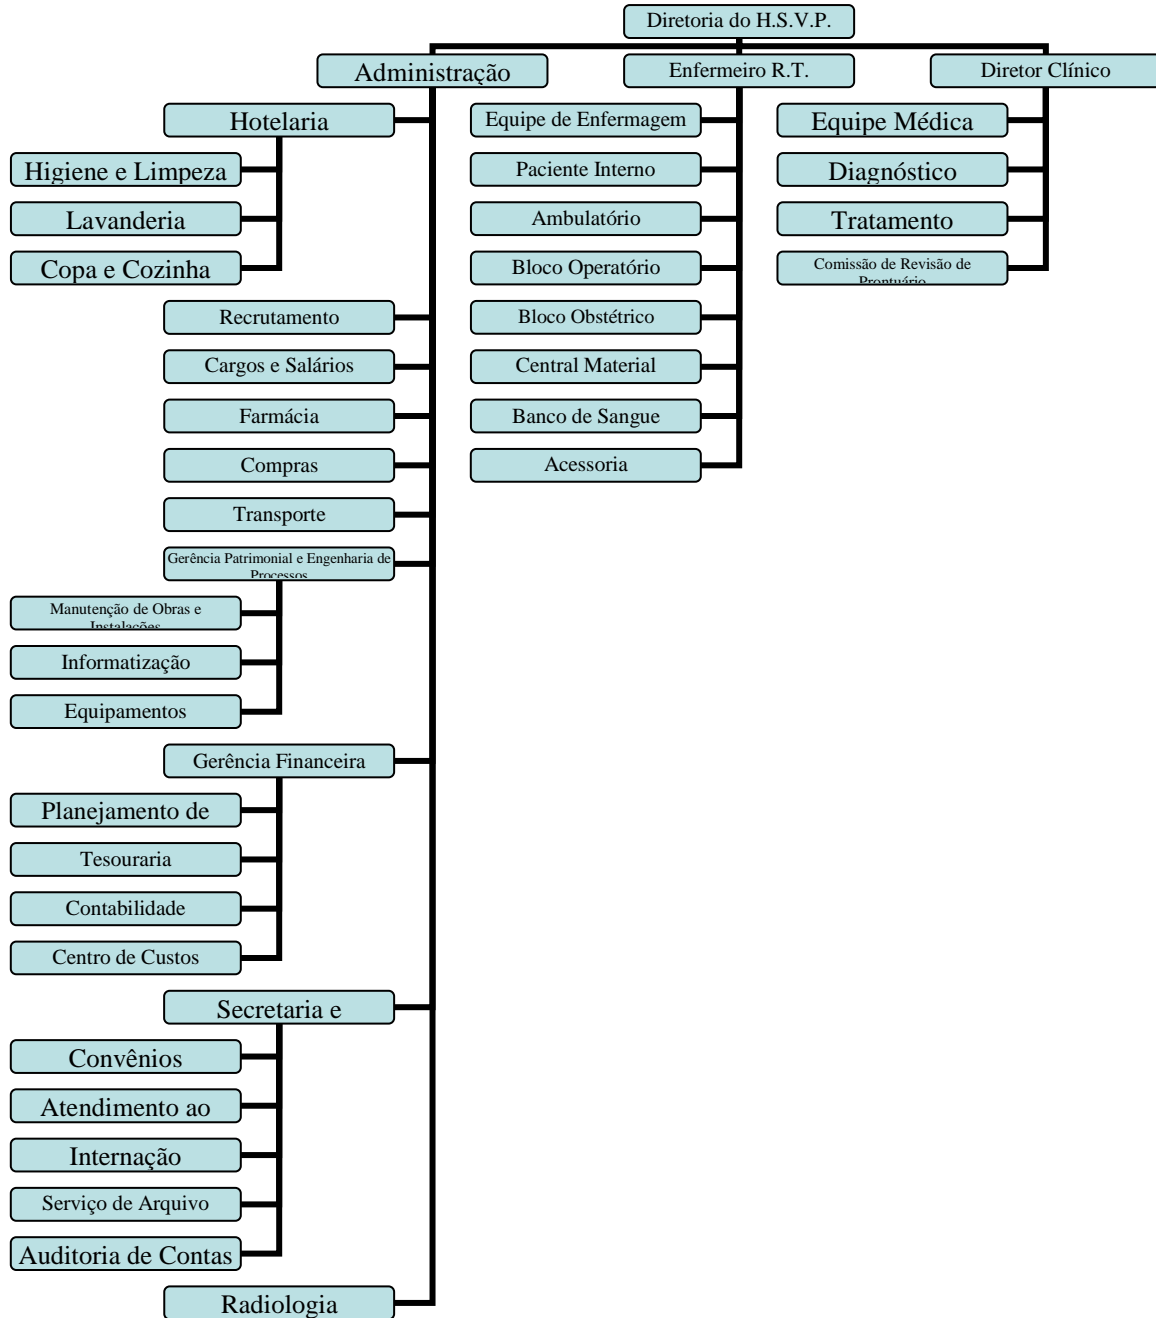 Diretoria do H.S.V.P.
Administração
Enfermeiro R.T.
Diretor Clínico
Hotelaria
Higiene e Limpeza
Lavanderia
Copa e Cozinha
Recrutamento
Cargos e Salários
Farmácia
Compras
Transporte
Gerência Patrimonial e Engenharia de
Processos
Manutenção de Obras e
Instalações
Informatização
Equipamentos
Gerência Financeira
Planejamento de
Tesouraria
Contabilidade
Centro de Custos
Secretaria e
Convênios
Atendimento ao
Internação
Serviço de Arquivo
Auditoria de Contas
Radiologia
Equipe de Enfermagem
Paciente Interno
Ambulatório
Bloco Operatório
Bloco Obstétrico
Central Material
Banco de Sangue
Acessoria
Equipe Médica
Diagnóstico
Tratamento
Comissão de Revisão de
Prontuário